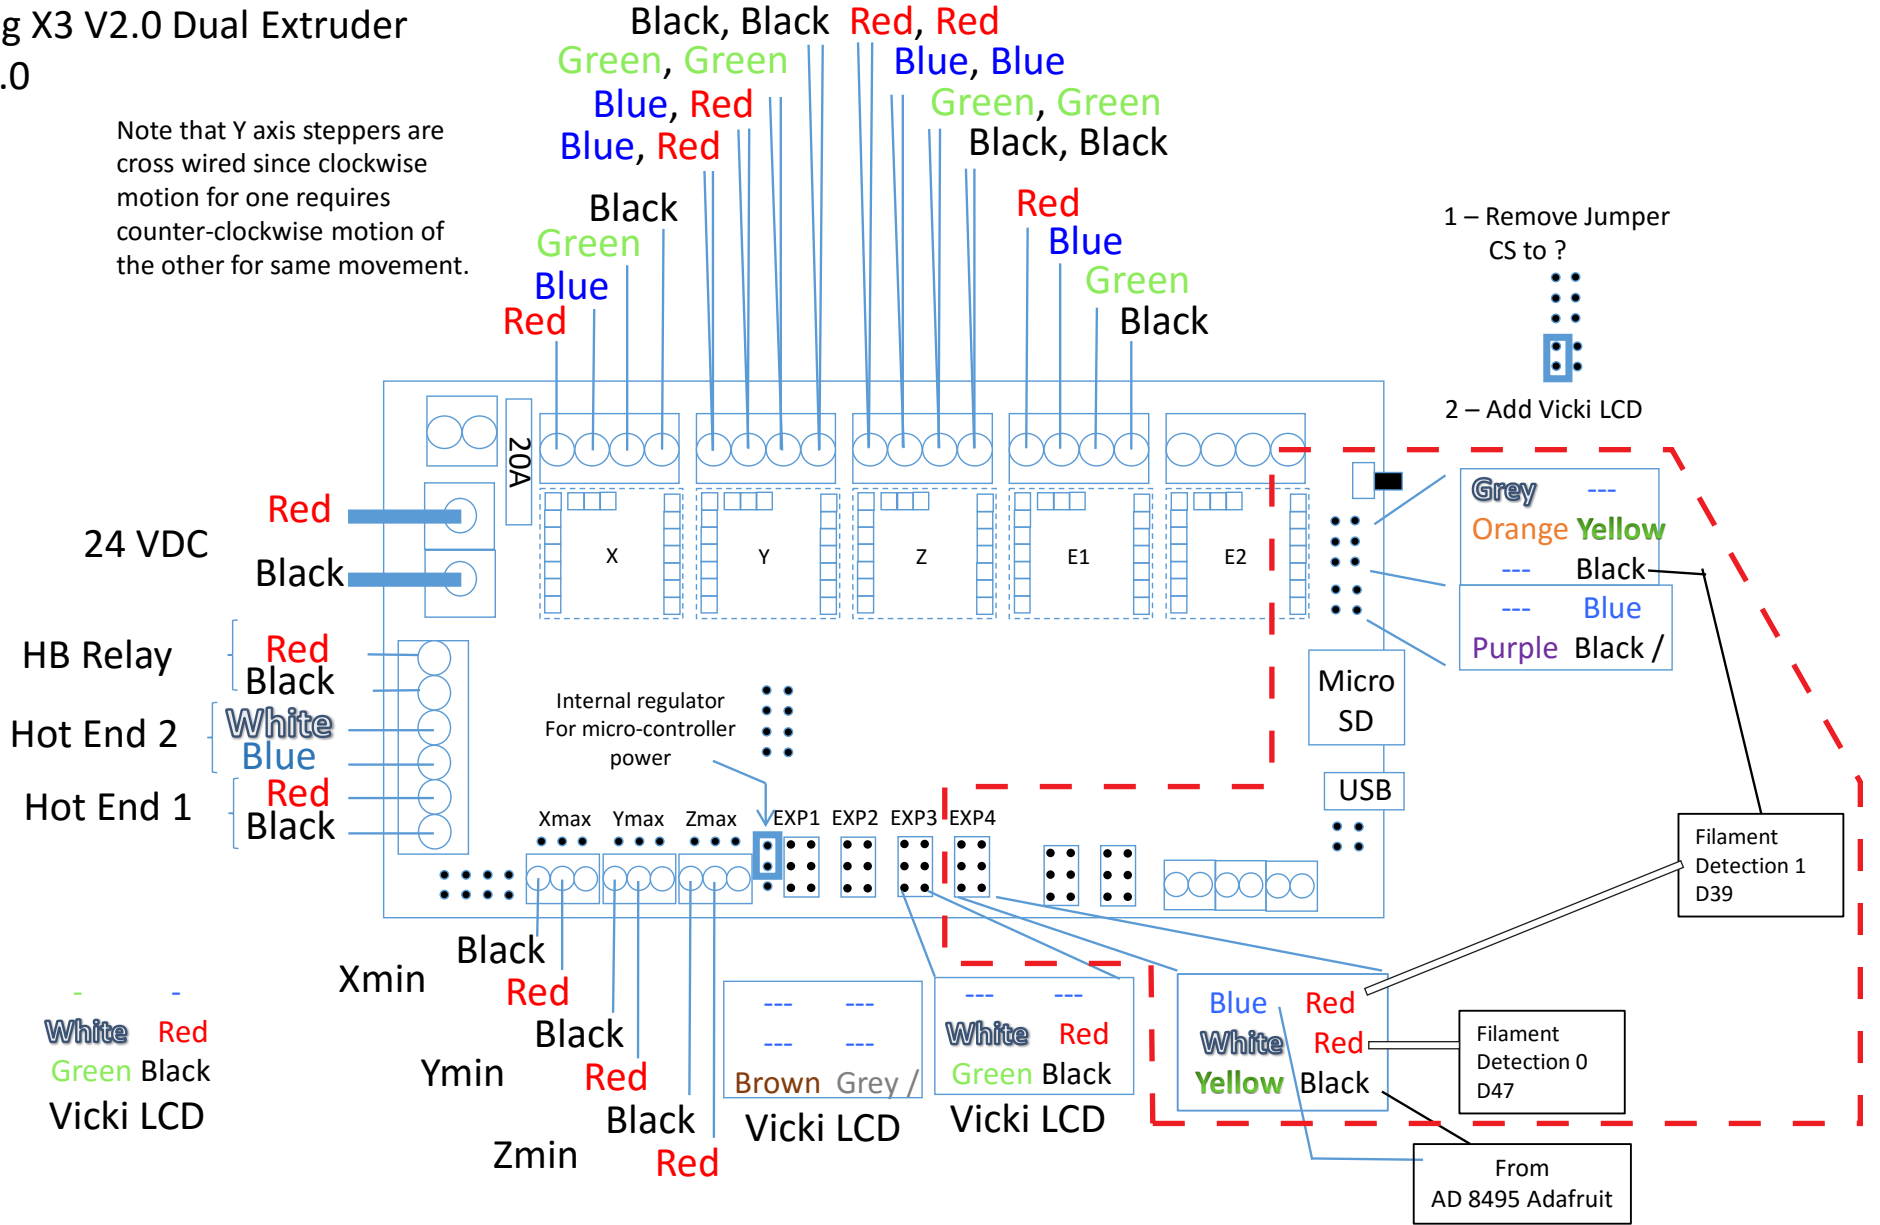 g X3 V2.0 Dual Extruder
.0
Note that Y axis steppers are
cross wired since clockwise
motion for one requires
counter-clockwise motion of
the other for same movement.
Black, Black Red, Red
Green, Green Blue, Blue
Blue, Red Green, Green
Blue, Red Black, Black
Black
Green
Blue
Red
Red
Blue
Green
Black
1 – Remove Jumper
CS to ?
2 – Add Vicki LCD
20A
X
Y
Z
E1
E2
24 VDC
Red
Black
HB Relay
Red
Black
Hot End 2
White
Blue
Hot End 1
Red
Black
Internal regulator
For micro-controller
power
Grey ---
Orange Yellow
--- Black
--- Blue
Purple Black /
Micro
SD
USB
Xmax Ymax Zmax
EXP1 EXP2 EXP3 EXP4
Filament
Detection 1
D39
Xmin
Black
Red
Ymin
Black
Red
Zmin
Black
Red
- -
White Red
Green Black
Vicki LCD
--- ---
--- ---
Brown Grey /
Vicki LCD
--- ---
White Red
Green Black
Vicki LCD
Blue Red
White Red
Yellow Black
Filament
Detection 0
D47
From
AD 8495 Adafruit